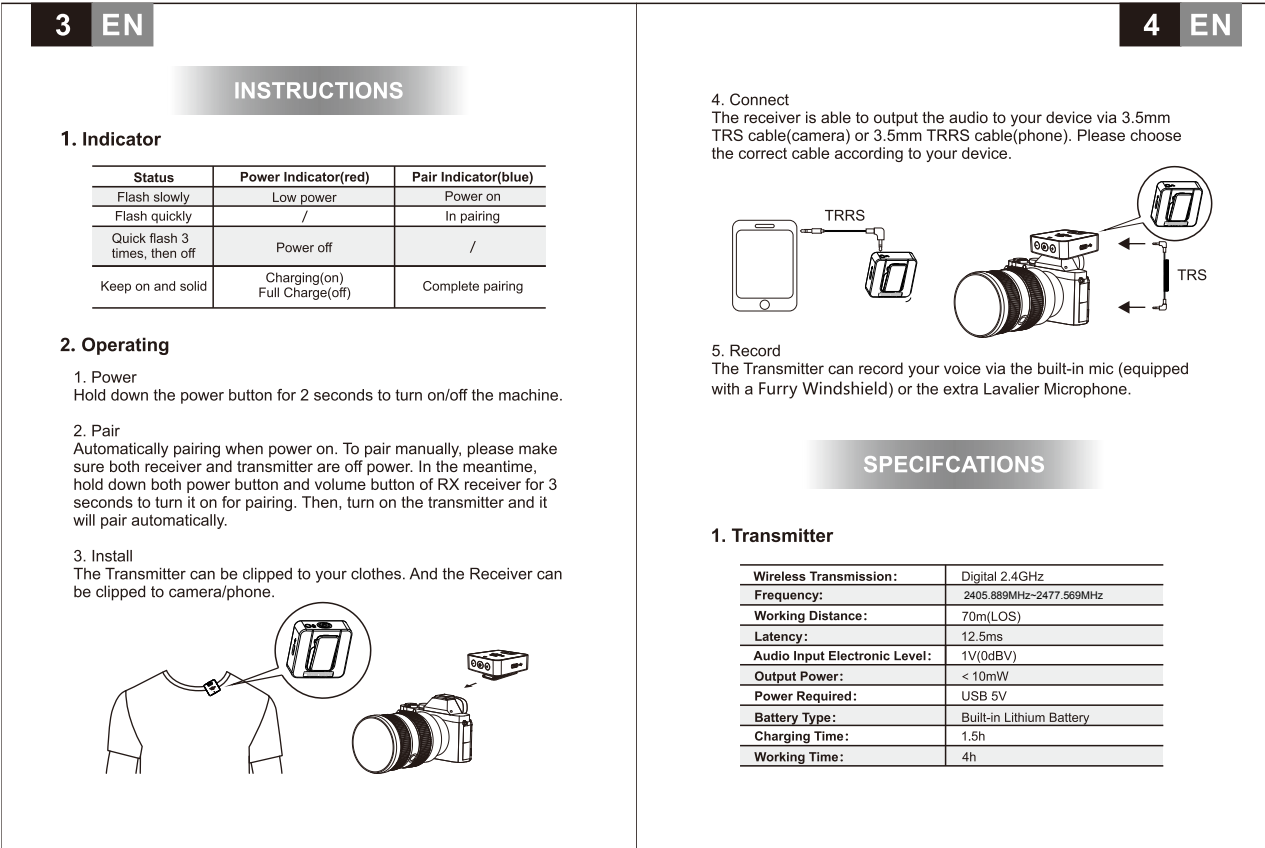 3 EN
INSTRUCTIONS
1. Indicator
Status Power Indicator(red) Pair Indicator(blue)
Flash slowly Low power Power on
Flash quickly / In pairing
Quick flash 3
times, then off Power off /
Keep on and solid Charging(on)
Full Charge(off) Complete pairing
2. Operating
1. Power
Hold down the power button for 2 seconds to turn on/off the machine.
2. Pair
Automatically pairing when power on. To pair manually, please make
sure both receiver and transmitter are off power. In the meantime,
hold down both power button and volume button of RX receiver for 3
seconds to turn it on for pairing. Then, turn on the transmitter and it
will pair automatically.
3. Install
The Transmitter can be clipped to your clothes. And the Receiver can
be clipped to camera/phone.
4 EN
4. Connect
The receiver is able to output the audio to your device via 3.5mm
TRS cable(camera) or 3.5mm TRRS cable(phone). Please choose
the correct cable according to your device.
TRRS
TRS
5. Record
The Transmitter can record your voice via the built-in mic (equipped
with a Furry Windshield) or the extra Lavalier Microphone.
SPECIFCATIONS
1. Transmitter
Wireless Transmission: Digital 2.4GHz
Frequency: 2405.889MHz~2477.569MHz
Working Distance: 70m(LOS)
Latency: 12.5ms
Audio Input Electronic Level: 1V(0dBV)
Output Power: < 10mW
Power Required: USB 5V
Battery Type: Built-in Lithium Battery
Charging Time: 1.5h
Working Time: 4h